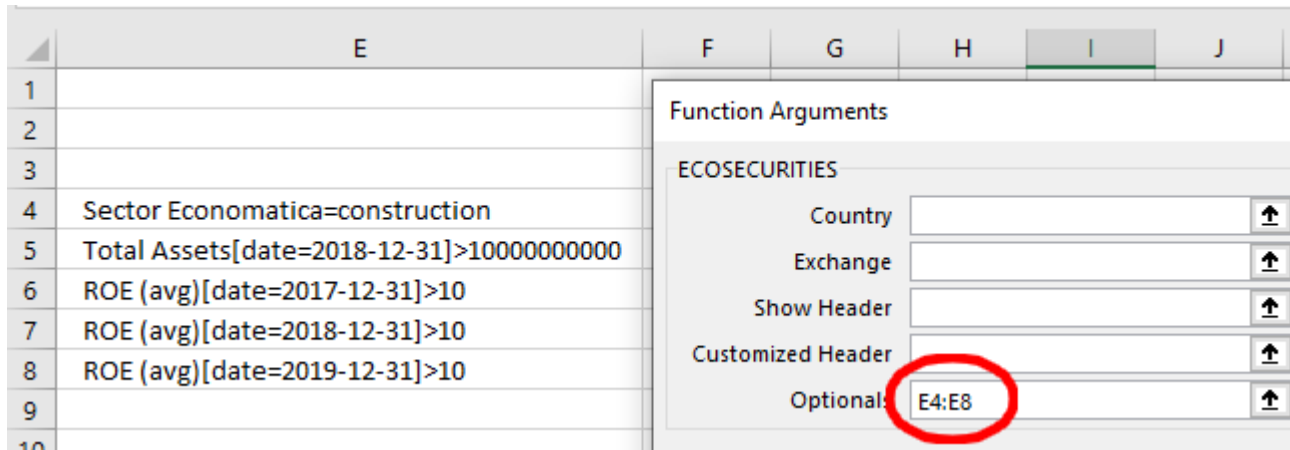 E F G H I J
1
2
3
4 Sector Economatica=construction
5 Total Assets[date=2018-12-31]>10000000000
6 ROE (avg)[date=2017-12-31]>10
7 ROE (avg)[date=2018-12-31]>10
8 ROE (avg)[date=2019-12-31]>10
9
10
Function Arguments
ECOSECURITIES
Country
Exchange
Show Header
Customized Header
Optionals E4:E8